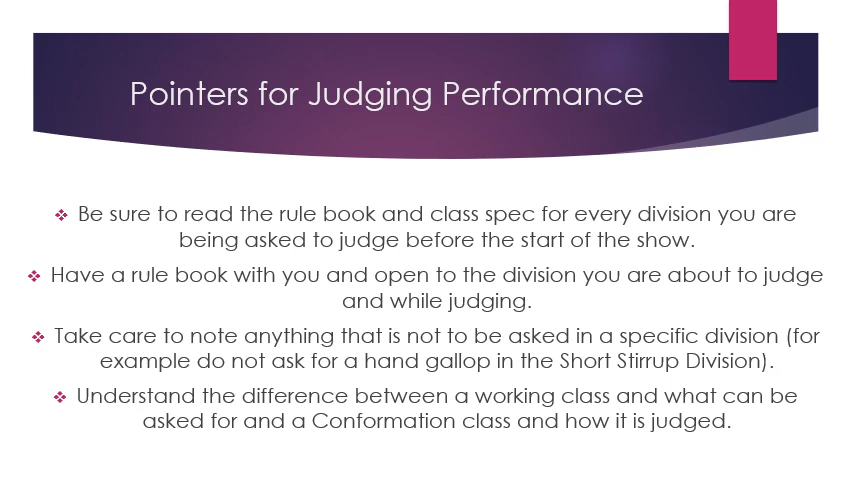 Pointers for Judging Performance
❖ Be sure to read the rule book and class spec for every division you are
being asked to judge before the start of the show.
❖ Have a rule book with you and open to the division you are about to judge
and while judging.
❖ Take care to note anything that is not to be asked in a specific division (for
example do not ask for a hand gallop in the Short Stirrup Division).
❖ Understand the difference between a working class and what can be
asked for and a Conformation class and how it is judged.